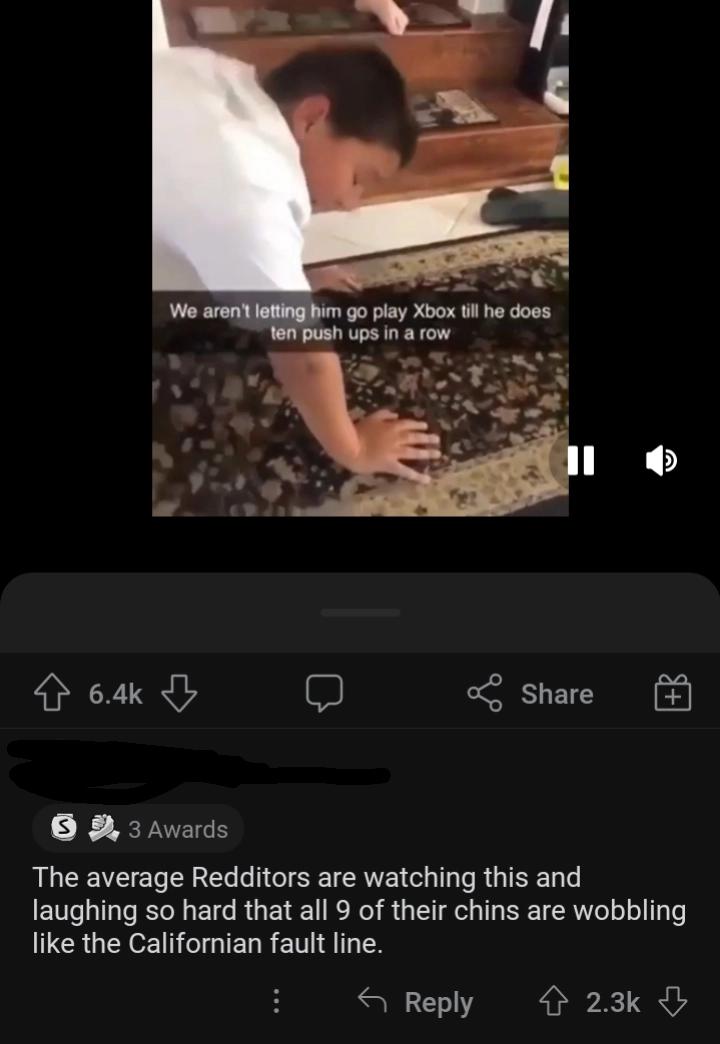 We aren't letting him go play Xbox till he does
ten push ups in a row
6.4k
Share
S 3 Awards
The average Redditors are watching this and
laughing so hard that all 9 of their chins are wobbling
like the Californian fault line.
Reply 2.3k